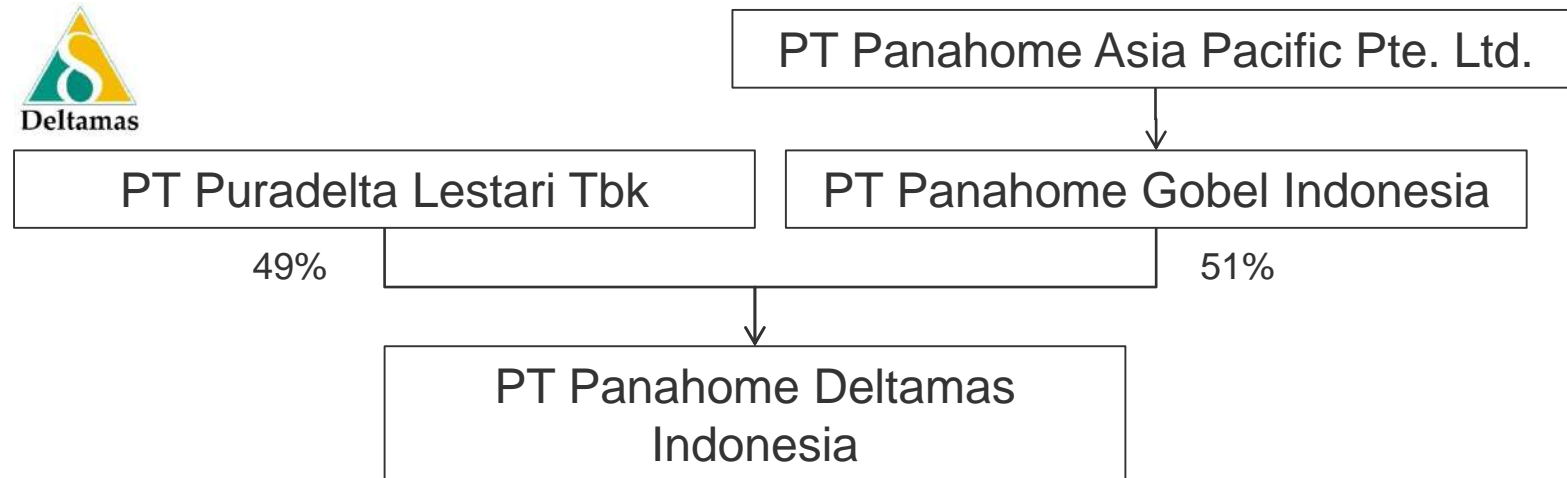 PT Panahome Asia Pacific Pte. Ltd.
Deltamas
PT Puradelta Lestari Tbk
PT Panahome Gobel Indonesia
49%
51%
PT Panahome Deltamas
Indonesia